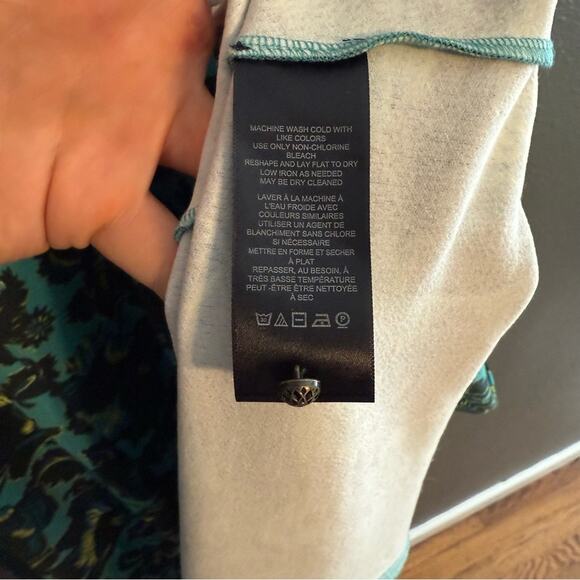 MACHINE WASH COLD WITH
LIKE COLORS
USE ONLY NON-CHLORINE
BLEACH
RESHAPE AND LAY FLAT TO DRY
LOW IRON AS NEEDED
MAY BE DRY CLEANED
LAVER À LA MACHINE À
L'EAU FROIDE AVEC
COULEURS SIMILAIRES
UTILISER UN AGENT DE
BLANCHIMENT SANS CHLORE
SI NÉCESSAIRE
METTRE EN FORME ET SECHER
À PLAT
REPASSER, AU BESOIN, À
TRÈS BASSE TEMPÉRATURE
PEUT -ÊTRE ÊTRE NETTOYÉE
À SEC
30 P